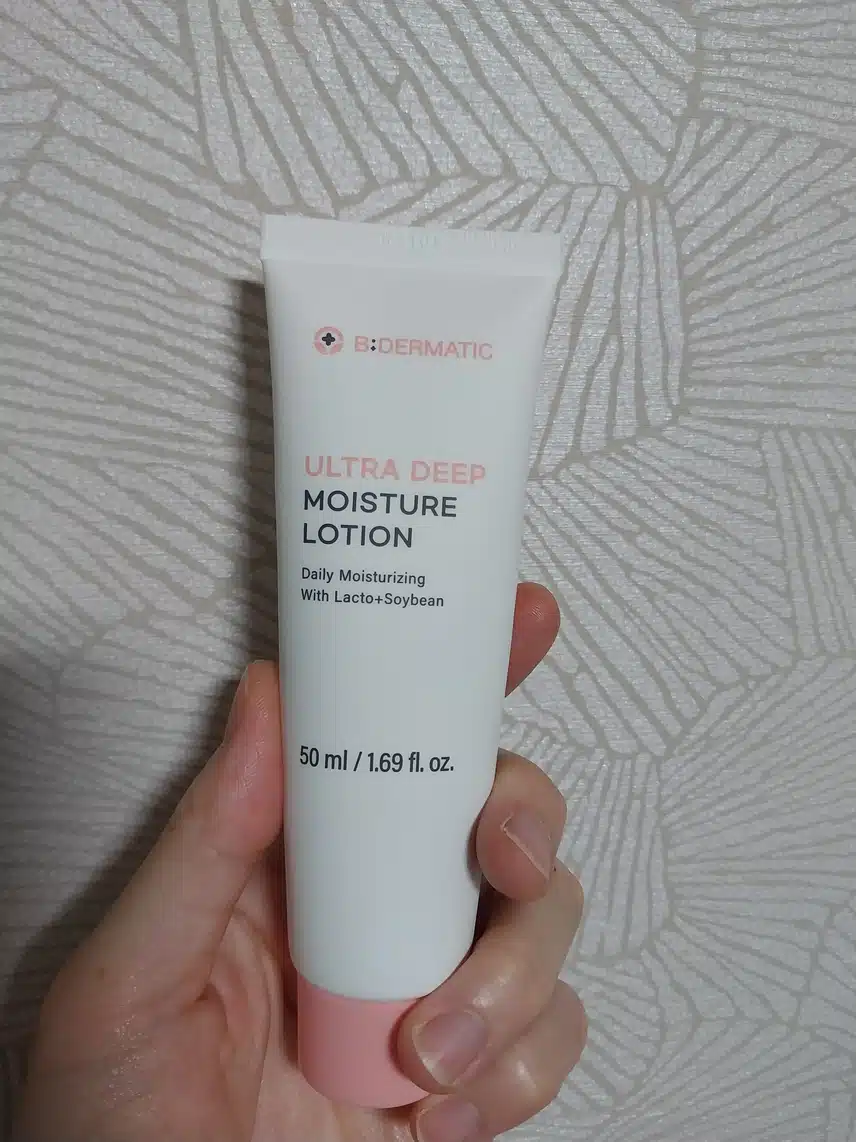 B:DERMATIC
ULTRA DEEP
MOISTURE
LOTION
Daily Moisturizing
With Lacto+Soybean
50 ml / 1.69 fl. oz.